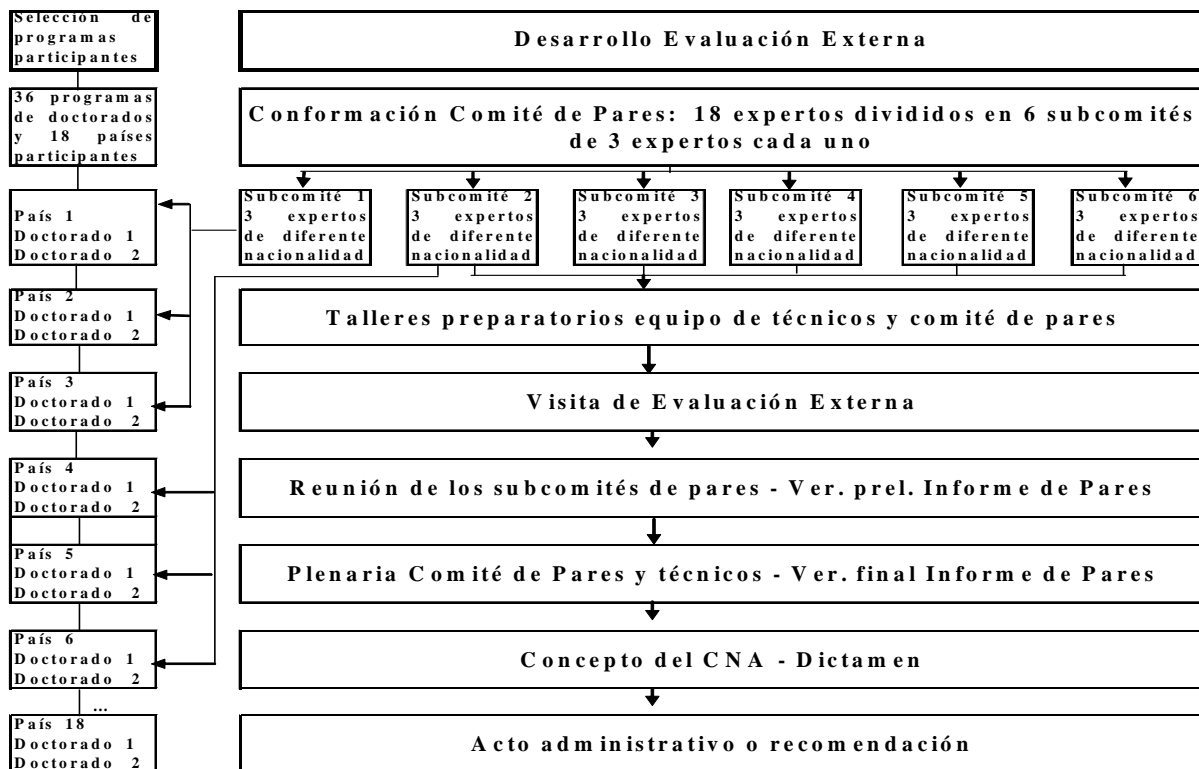 Selección de
programas
participantes
Desarrollo Evaluación Externa
36 programas
de doctorados
y 18 países
participantes
Conformación Comité de Pares: 18 expertos divididos en 6 subcomités
de 3 expertos cada uno
Subcomité 1
3 expertos
de diferente
nacionalidad
Subcomité 2
3 expertos
de diferente
nacionalidad
Subcomité 3
3 expertos
de diferente
nacionalidad
Subcomité 4
3 expertos
de diferente
nacionalidad
Subcomité 5
3 expertos
de diferente
nacionalidad
Subcomité 6
3 expertos
de diferente
nacionalidad
País 1
Doctorado 1
Doctorado 2
País 2
Doctorado 1
Doctorado 2
Talleres preparatorios equipo de técnicos y comité de pares
País 3
Doctorado 1
Doctorado 2
Visita de Evaluación Externa
País 4
Doctorado 1
Doctorado 2
Reunión de los subcomités de pares - Ver. prel. Informe de Pares
País 5
Doctorado 1
Doctorado 2
Plenaria Comité de Pares y técnicos - Ver. final Informe de Pares
País 6
Doctorado 1
Doctorado 2
Concepto del CNA - Dictamen
...
País 18
Doctorado 1
Doctorado 2
Acto administrativo o recomendación